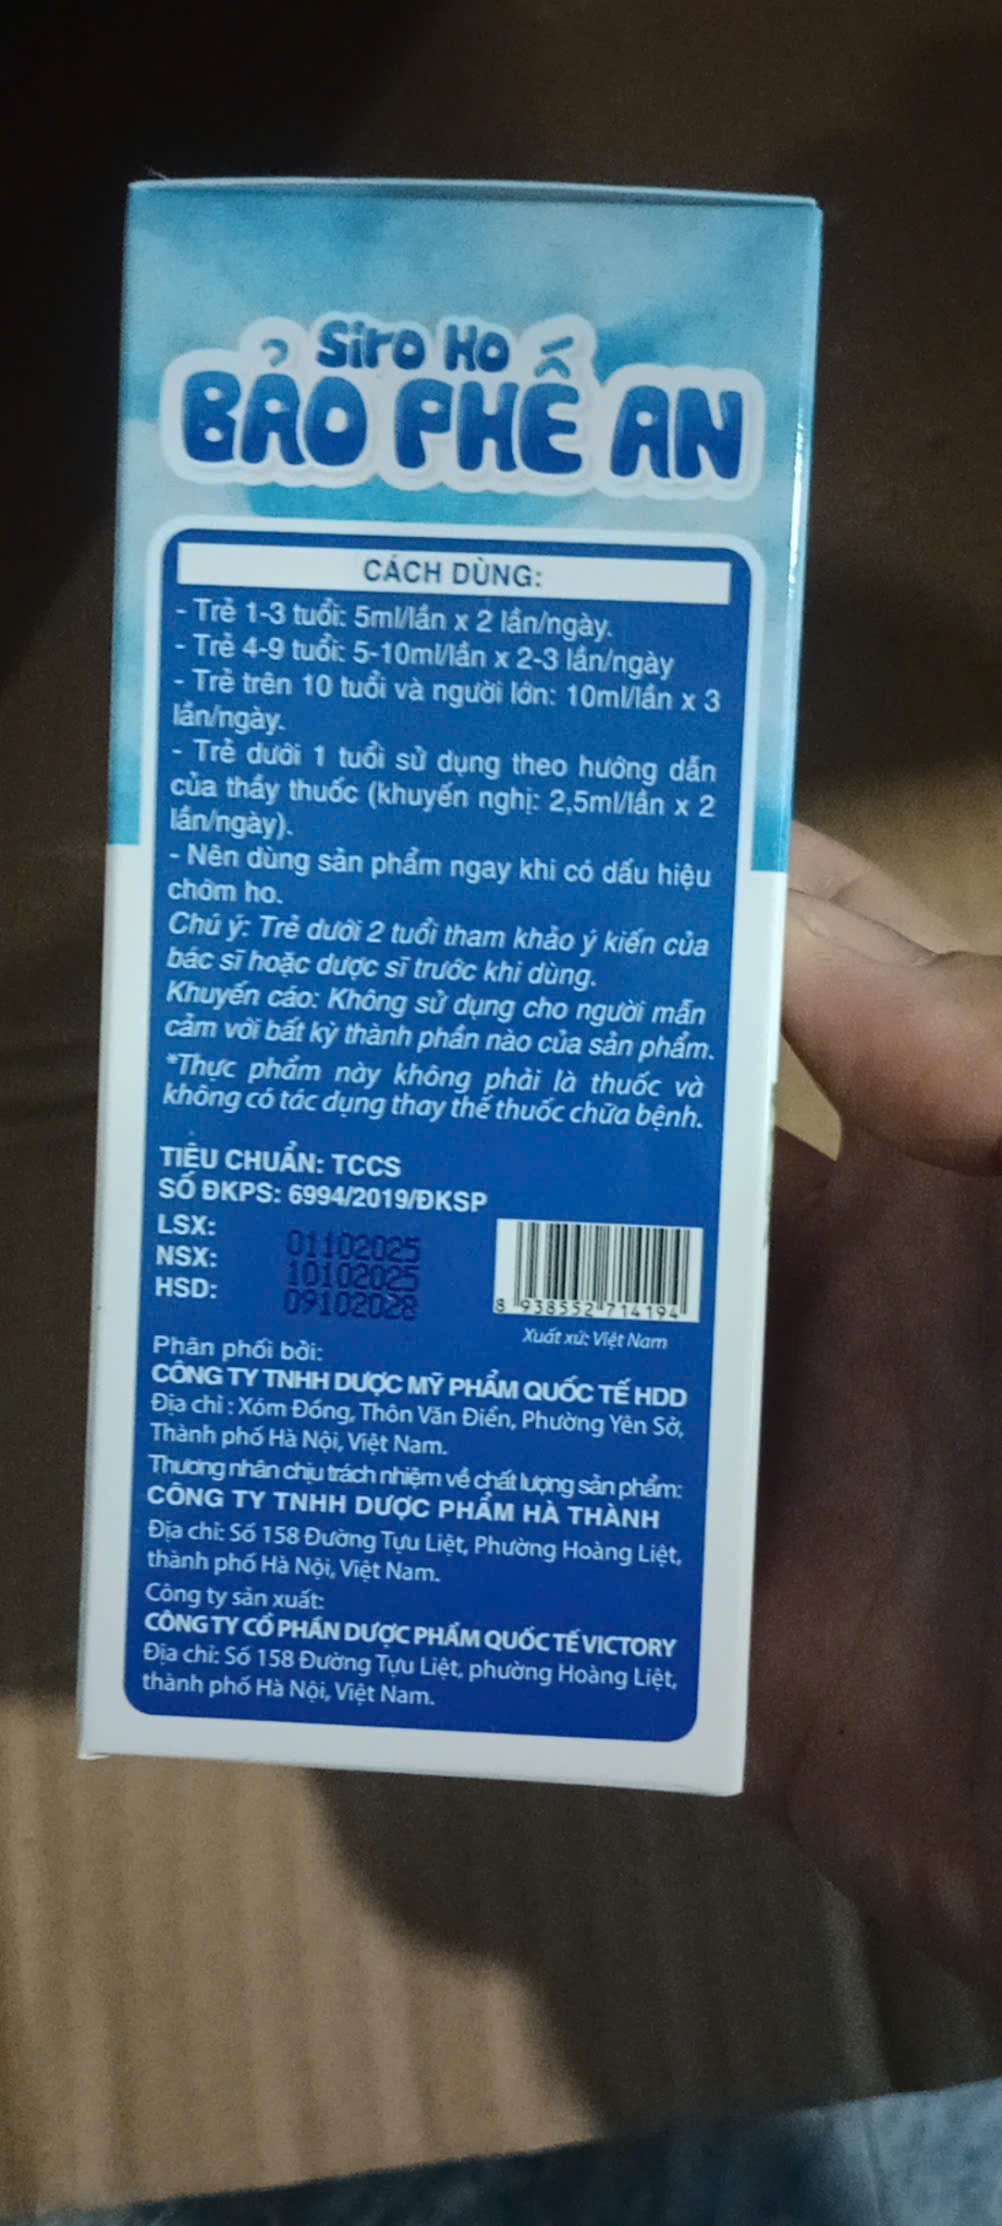 Siro Ho
BẢO PHẾ AN
CÁCH DÙNG:
- Trẻ 1-3 tuổi: 5ml/lần x 2 lần/ngày.
- Trẻ 4-9 tuổi: 5-10ml/lần x 2-3 lần/ngày
- Trẻ trên 10 tuổi và người lớn: 10ml/lần x 3
lần/ngày.
- Trẻ dưới 1 tuổi sử dụng theo hướng dẫn
của thầy thuốc (khuyến nghị: 2,5ml/lần x 2
lần/ngày).
- Nên dùng sản phẩm ngay khi có dấu hiệu
chớm ho.
Chú ý: Trẻ dưới 2 tuổi tham khảo ý kiến của
bác sĩ hoặc dược sĩ trước khi dùng.
Khuyến cáo: Không sử dụng cho người mẫn
cảm với bất kỳ thành phần nào của sản phẩm.
*Thực phẩm này không phải là thuốc và
không có tác dụng thay thế thuốc chữa bệnh.
TIÊU CHUẨN: TCCS
SỐ ĐKPS: 6994/2019/ĐKSP
LSX: 01102025
NSX: 10102025
HSD: 09102028
8 938552 714194
Xuất xứ: Việt Nam
Phân phối bởi:
CÔNG TY TNHH DƯỢC MỸ PHẨM QUỐC TẾ HDD
Địa chỉ : Xóm Đồng, Thôn Văn Điển, Phường Yên Sở,
Thành phố Hà Nội, Việt Nam.
Thương nhân chịu trách nhiệm về chất lượng sản phẩm:
CÔNG TY TNHH DƯỢC PHẨM HÀ THÀNH
Địa chỉ: Số 158 Đường Tựu Liệt, Phường Hoàng Liệt,
thành phố Hà Nội, Việt Nam.
Công ty sản xuất:
CÔNG TY CỔ PHẦN DƯỢC PHẨM QUỐC TẾ VICTORY
Địa chỉ: Số 158 Đường Tựu Liệt, phường Hoàng Liệt,
thành phố Hà Nội, Việt Nam.